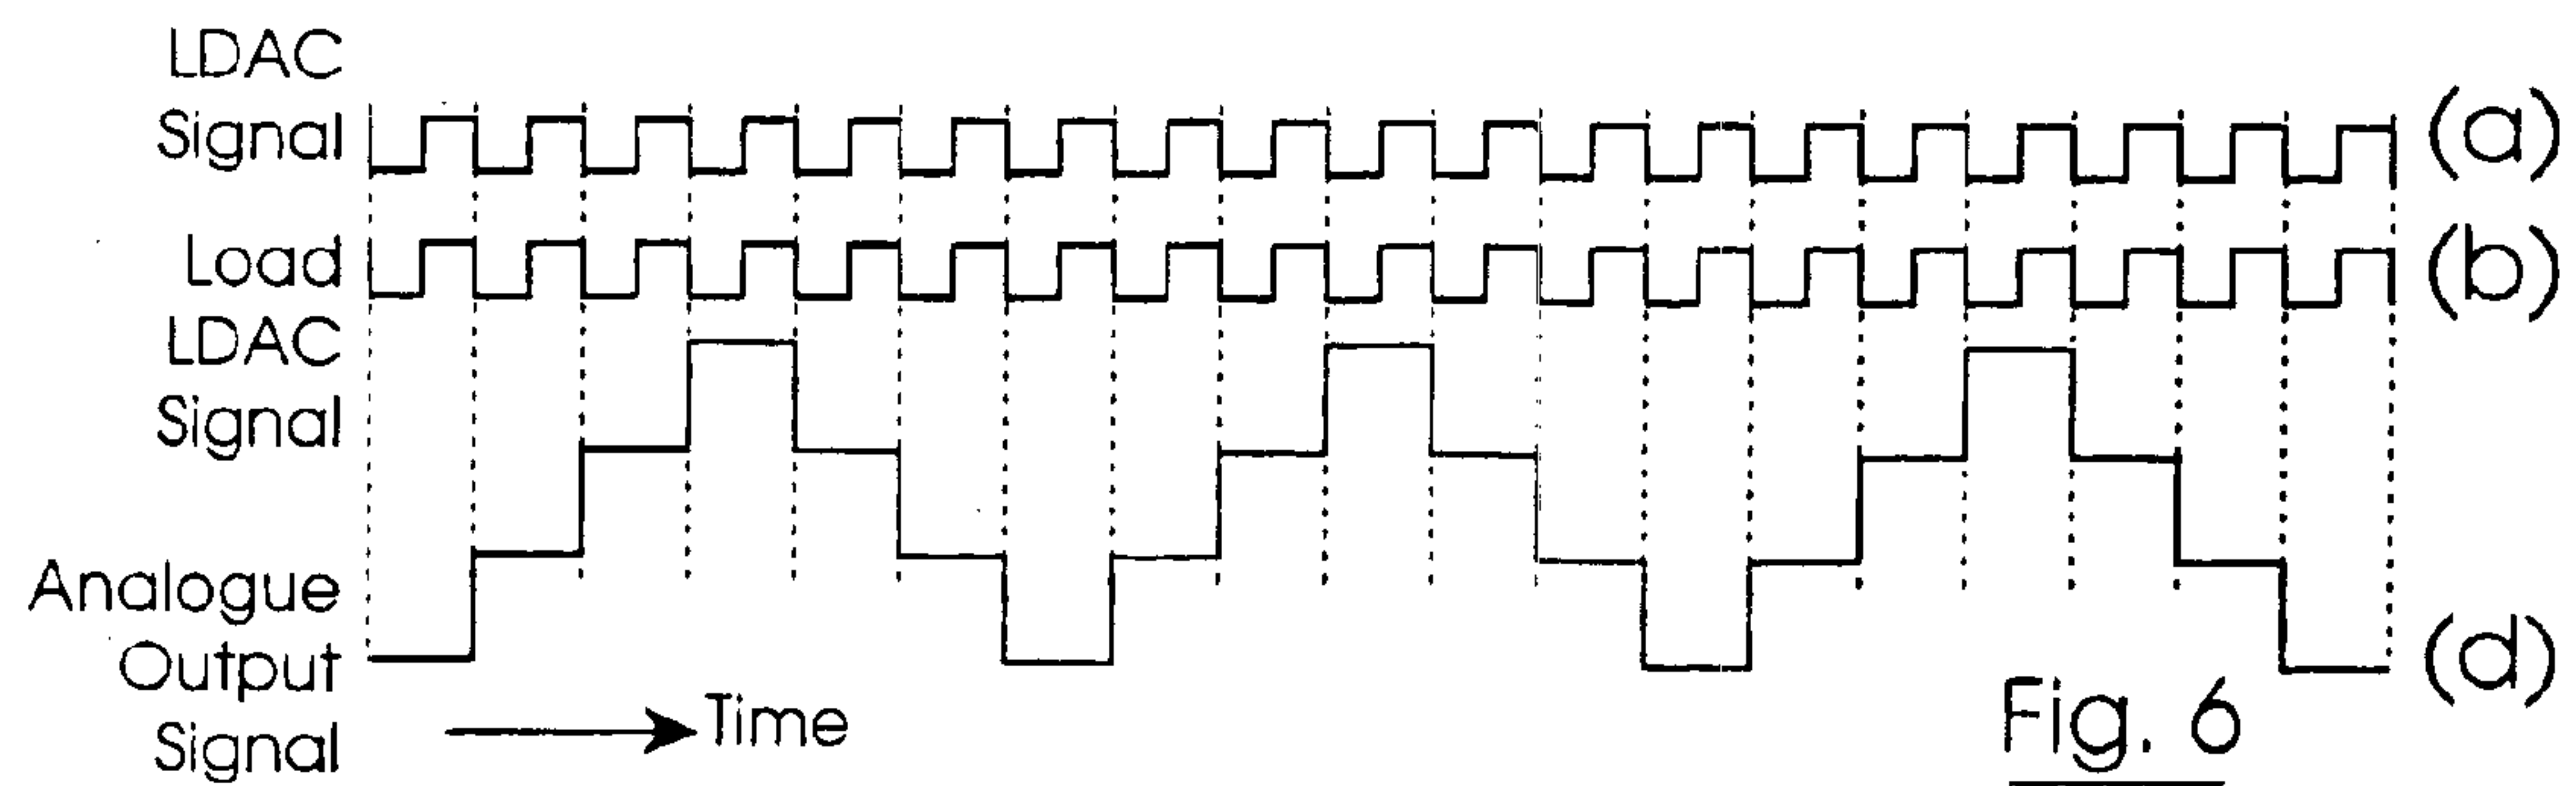 LDAC
Signal
(a)
Load
(b)
LDAC
Signal
Analogue
Output
(d)
Signal
Time
Fig. 6